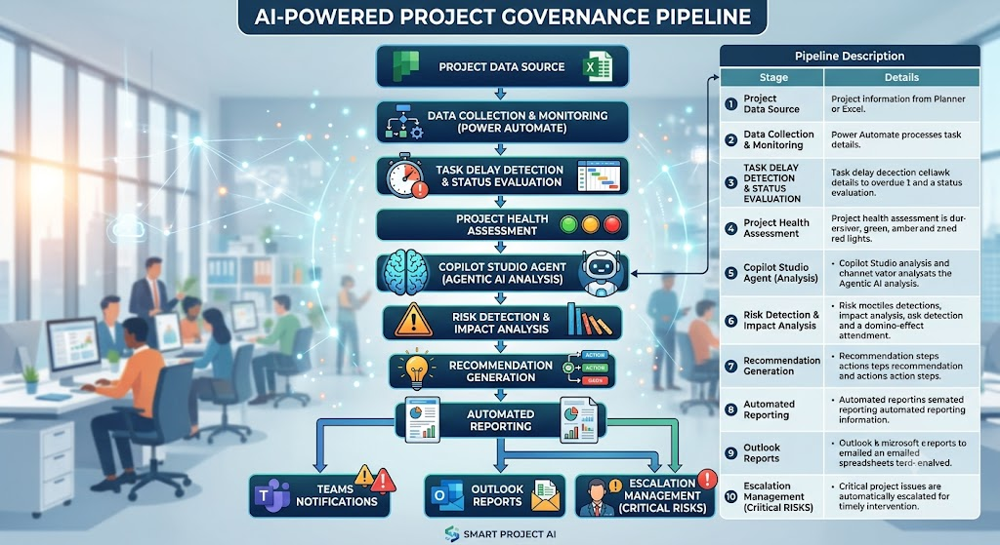 AI-POWERED PROJECT GOVERNANCE PIPELINE
PROJECT DATA SOURCE
DATA COLLECTION & MONITORING
(POWER AUTOMATE)
TASK DELAY DETECTION
& STATUS EVALUATION
PROJECT HEALTH
ASSESSMENT
COPILOT STUDIO AGENT
(AGENTIC AI ANALYSIS)
RISK DETECTION &
IMPACT ANALYSIS
RECOMMENDATION
GENERATION
ACTION
ACTION
AUTOMATED
REPORTING
TEAMS
NOTIFICATIONS
OUTLOOK
REPORTS
ESCALATION
MANAGEMENT
(CRITICAL RISKS)
SMART PROJECT AI
Pipeline Description
Stage Details
1 Project
Data Source
Project information from Planner
or Excel.
2 Data Collection
& Monitoring
Power Automate processes task
details.
3 TASK DELAY
DETECTION
& STATUS
EVALUATION
Task delay decection
details to overdue 1 and a status
evaluation.
4 Project Health
Assessment
Project health assessment is dur-
ersiver, green, amber and zned
red lights.
5 Copilot Studio
Agent (Analysis)
• Copilot Studio analysis and
channet vator analysats the
Agentic AI analysis.
6 Risk Detection &
Impact Analysis
• Risk moctiles detections,
impact analysis, ask detection
and a domino-effect
attendment.
7 Recommendation
Generation
• Recommendation steps
actions teps recommendation
and actions action steps.
8 Automated
Reporting
• Automated reportins semated
reporting automated reporting
information.
9 Outlook
Reports
• Outlook & microsoft reports to
emailed an emailed
spreadsheets
10 Escalation
Management
(Critical RISKS)
• Critical project issues are
automatically escalated for
timely intervention.